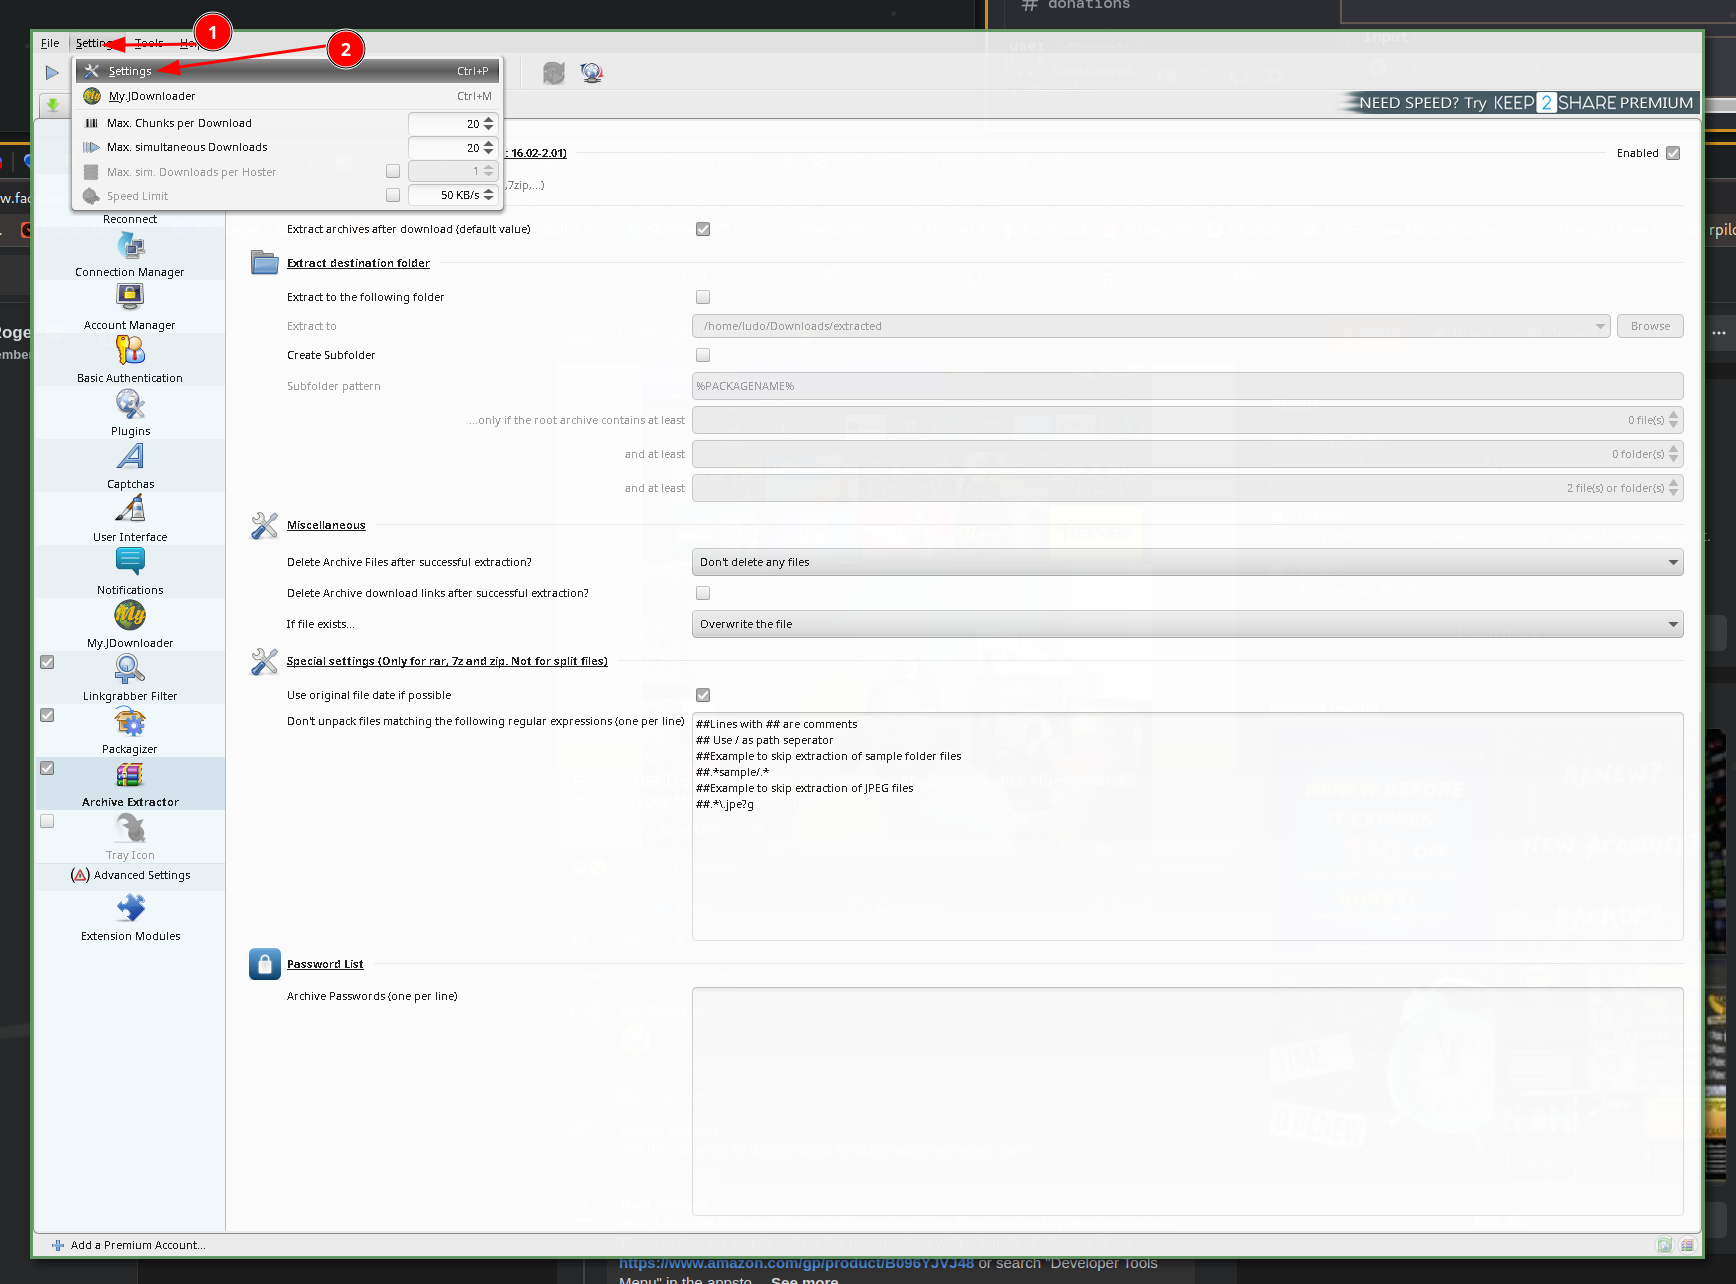 # donations
user
Input
1
2
File Settings Tools Help
Settings Ctrl+P
My.JDownloader Ctrl+M
Max. Chunks per Download 20
Max. simultaneous Downloads 20
Max. sim. Downloads per Hoster 1
Speed Limit 50 KB/s
NEED SPEED? Try KEEP2SHARE PREMIUM
: 16.02-2.01)
Enabled
,7zip,...)
Reconnect
Connection Manager
Account Manager
Basic Authentication
Plugins
Captchas
User Interface
Notifications
My.JDownloader
Linkgrabber Filter
Packagizer
Archive Extractor
Tray Icon
Advanced Settings
Extension Modules
Extract archives after download (default value)
Extract destination folder
Extract to the following folder
Extract to /home/ludo/Downloads/extracted Browse
Create Subfolder
Subfolder pattern %PACKAGENAME%
...only if the root archive contains at least 0 file(s)
and at least 0 folder(s)
and at least 2 file(s) or folder(s)
Miscellaneous
Delete Archive Files after successful extraction? Don't delete any files
Delete Archive download links after successful extraction?
If file exists... Overwrite the file
Special settings (Only for rar, 7z and zip. Not for split files)
Use original file date if possible
Don't unpack files matching the following regular expressions (one per line)
##Lines with ## are comments
## Use / as path seperator
##Example to skip extraction of sample folder files
##.*sample/.*
##Example to skip extraction of JPEG files
##.*\.jpe?g
Password List
Archive Passwords (one per line)
Add a Premium Account...
https://www.amazon.com/gp/product/B096YJVJ48 or search "Developer Tools
Menu" in the appsto... See more